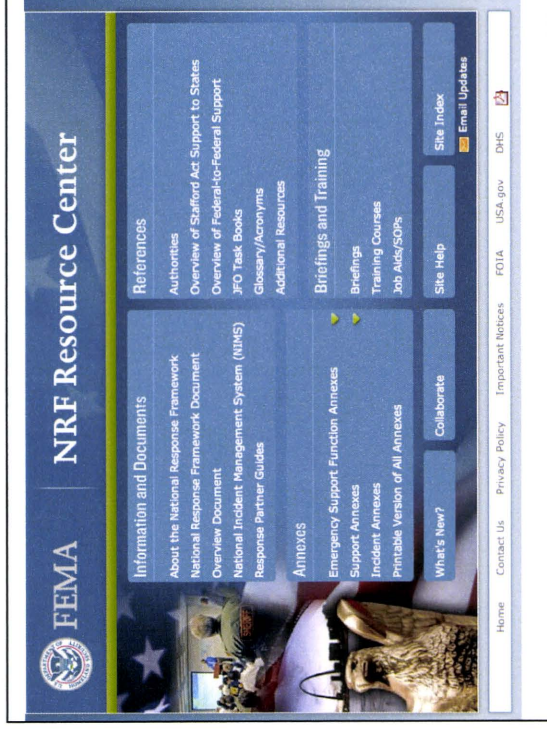 FEMA
NRF Resource Center
Information and Documents
About the National Response Framework
National Response Framework Document
Overview Document
National Incident Management System (NIMS)
Response Partner Guides
References
Authorities
Overview of Stafford Act Support to States
Overview of Federal-to-Federal Support
JFO Task Books
Glossary/Acronyms
Additional Resources
Annexes
Emergency Support Function Annexes
Support Annexes
Incident Annexes
Printable Version of All Annexes
Briefings and Training
Briefings
Training Courses
Job Aids/SOPs
What's New?
Collaborate
Site Help
Site Index
Email Updates
Home Contact Us Privacy Policy Important Notices FOIA USA.gov DHS